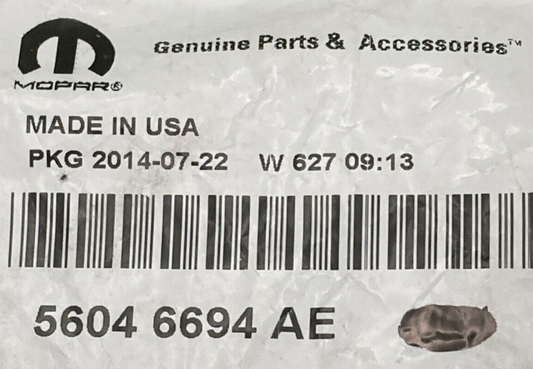 Genuine Parts & Accessories™
MOPAR®
MADE IN USA
PKG 2014-07-22 W 627 09:13
5604 6694 AE